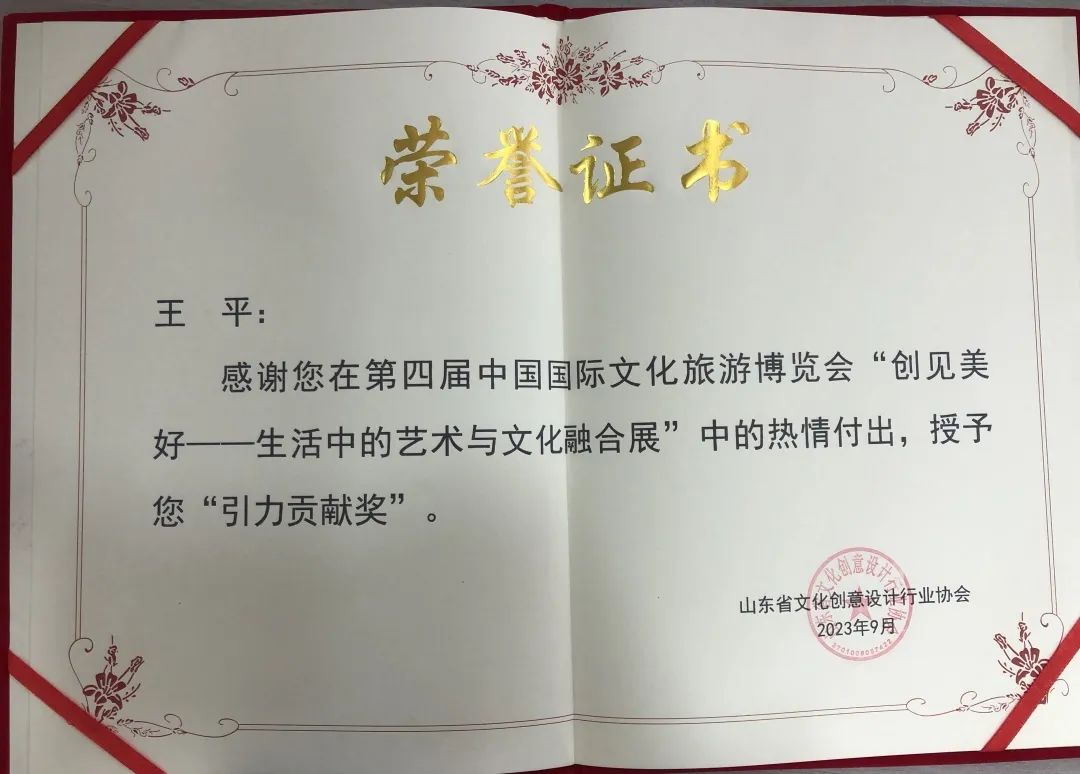 荣誉证书
王 平：
感谢您在第四届中国国际文化旅游博览会“创见美
好——生活中的艺术与文化融合展”中的热情付出，授予
您“引力贡献奖”。
山东省文化创意设计行业协会
2023年9月